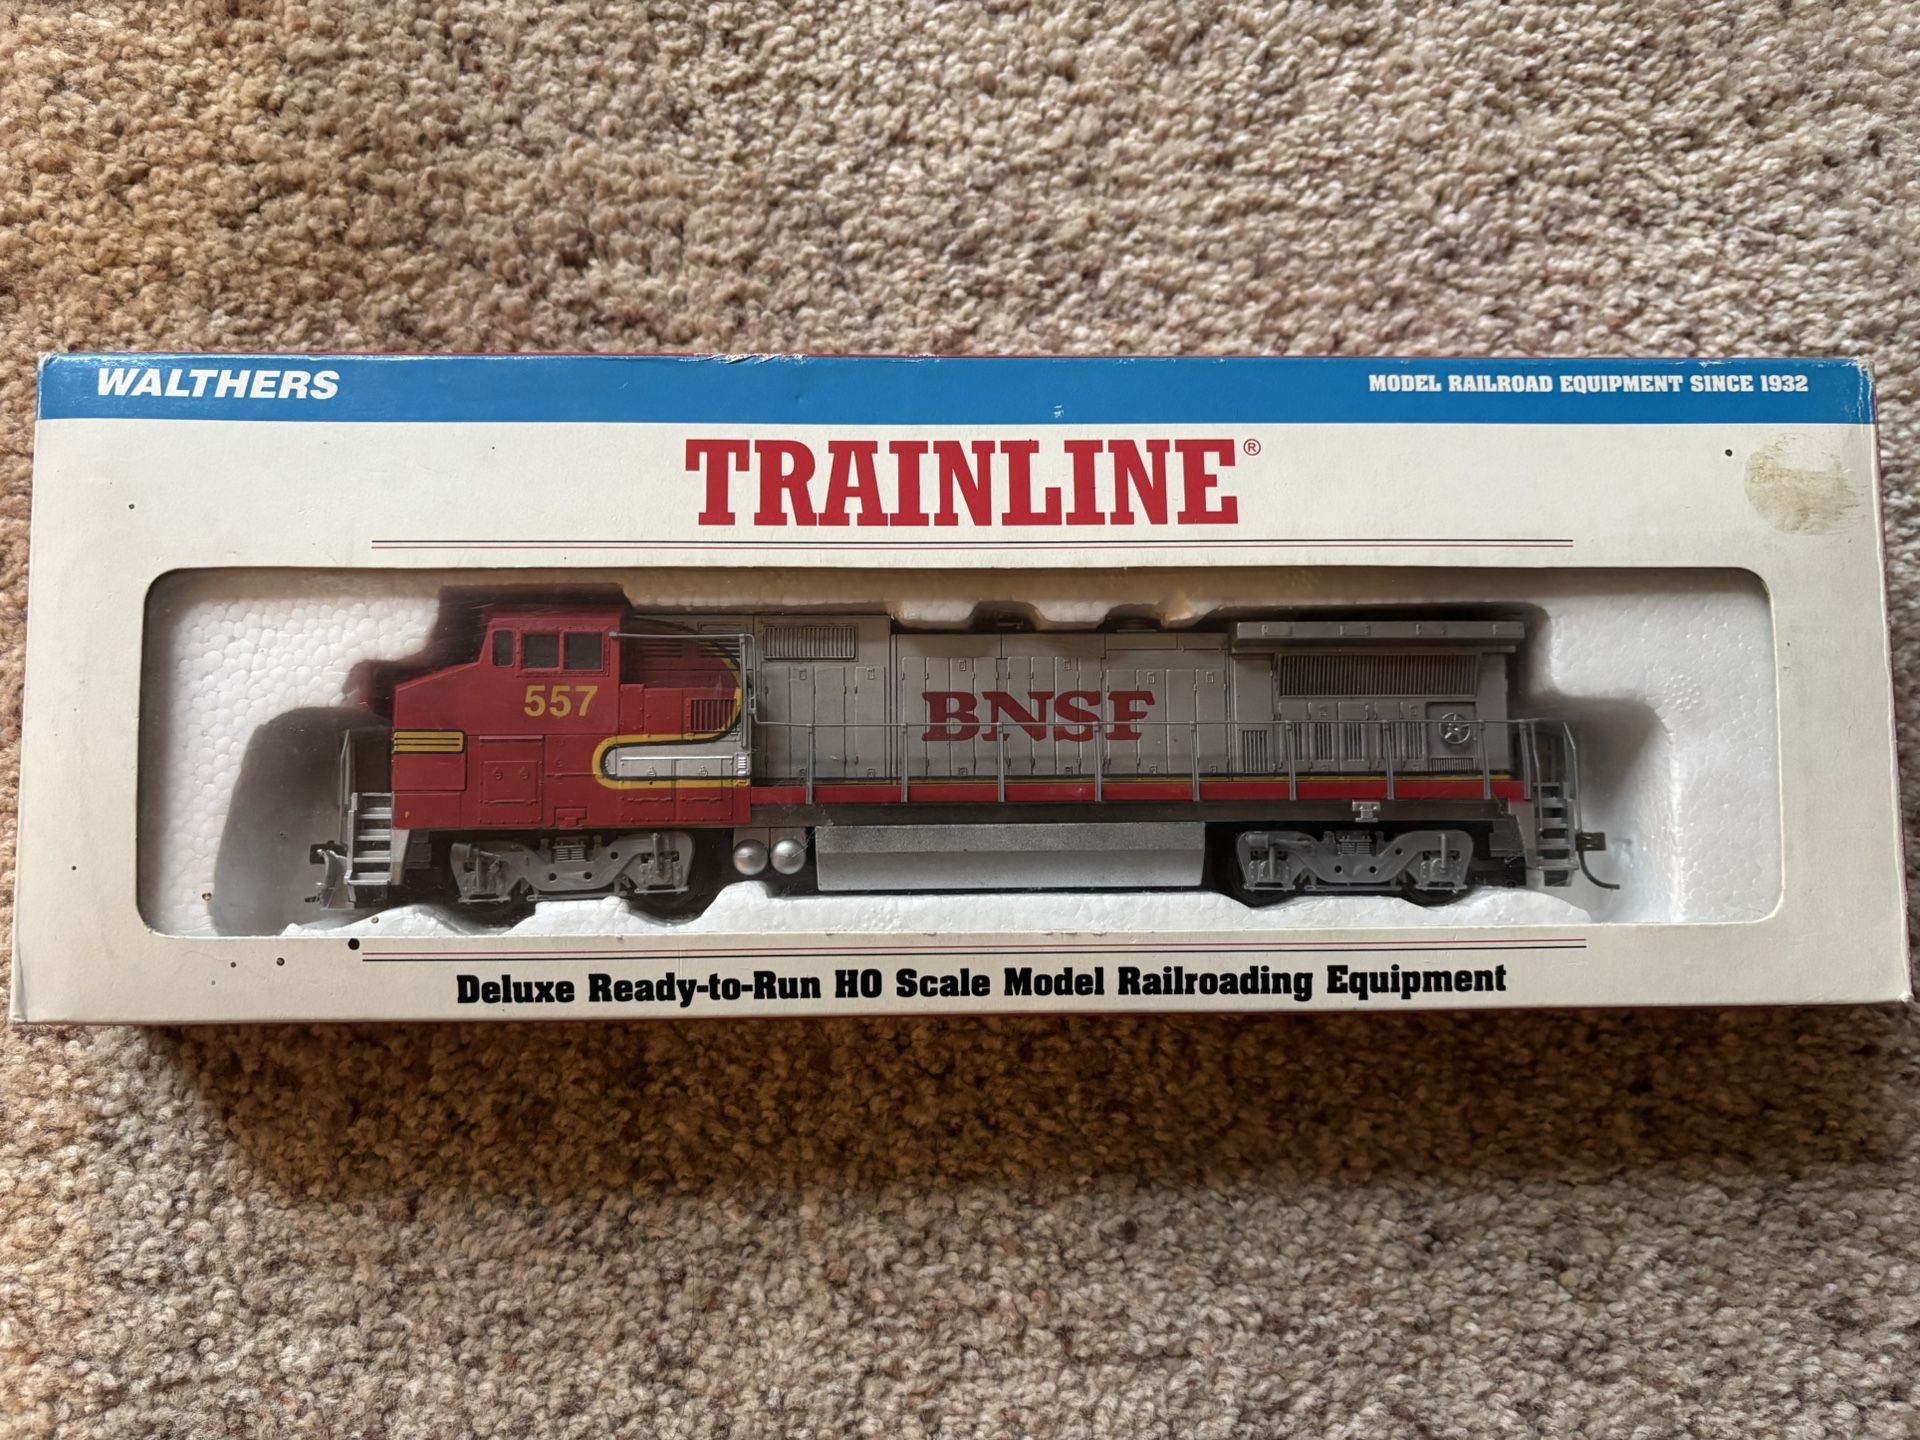 WALTHERS
MODEL RAILROAD EQUIPMENT SINCE 1932
TRAINLINE®
557
BNSF
Deluxe Ready-to-Run HO Scale Model Railroading Equipment